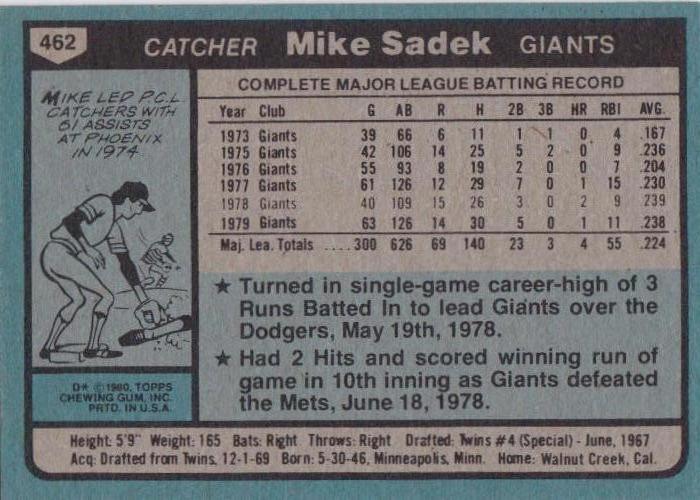 462 CATCHER Mike Sadek GIANTS
MIKE LED P.C.L.
CATCHERS WITH
61 ASSISTS
AT PHOENIX
IN 1974
COMPLETE MAJOR LEAGUE BATTING RECORD
Year Club G AB R H 2B 3B HR RBI AVG.
1973 Giants 39 66 6 11 1 1 0 4 .167
1975 Giants 42 106 14 25 5 2 0 9 .236
1976 Giants 55 93 8 19 2 0 0 7 .204
1977 Giants 61 126 12 29 7 0 1 15 .230
1978 Giants 40 109 15 26 3 0 2 9 .239
1979 Giants 63 126 14 30 5 0 1 11 .238
Maj. Lea. Totals .... 300 626 69 140 23 3 4 55 .224
★ Turned in single-game career-high of 3
Runs Batted In to lead Giants over the
Dodgers, May 19th, 1978.
★ Had 2 Hits and scored winning run of
game in 10th inning as Giants defeated
the Mets, June 18, 1978.
D* © 1980, TOPPS
CHEWING GUM, INC.
PRTD. IN U.S.A.
Height: 5'9" Weight: 165 Bats: Right Throws: Right Drafted: Twins #4 (Special) - June, 1967
Acq: Drafted from Twins, 12-1-69 Born: 5-30-46, Minneapolis, Minn. Home: Walnut Creek, Cal.